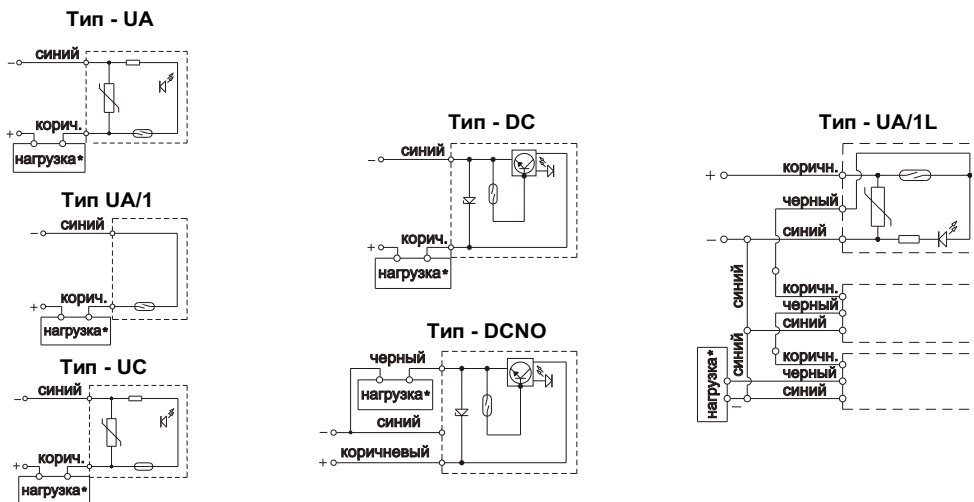 Тип - UA
синий
−
корич.
+
нагрузка*
Тип UA/1
синий
−
корич.
+
нагрузка*
Тип - UC
синий
−
корич.
+
нагрузка*
Тип - DC
синий
−
корич.
+
нагрузка*
Тип - DCNO
черный
нагрузка*
синий
−
коричневый
+
Тип - UA/1L
коричн.
+
черный
синий
−
синий
коричн.
черный
синий
синий
коричн.
черный
синий
нагрузка*
−